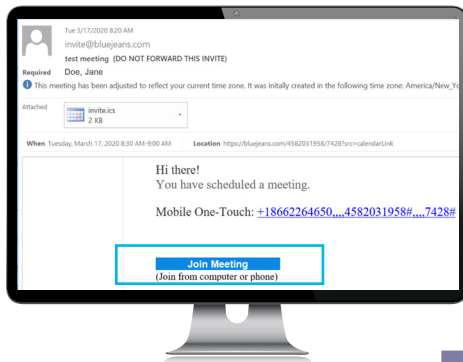 Tue 3/17/2020 8:20 AM
invite@bluejeans.com
test meeting (DO NOT FORWARD THIS INVITE)
Required Doe, Jane
This meeting has been adjusted to reflect your current time zone. It was initally created in the following time zone: America/New_Yo
Attached invite.ics
2 KB
When Tuesday, March 17, 2020 8:30 AM-9:00 AM Location https://bluejeans.com/4582031958/7428?src=calendarLink
Hi there!
You have scheduled a meeting.
Mobile One-Touch: +18662264650,,,,4582031958#,,,,7428#
Join Meeting
(Join from computer or phone)